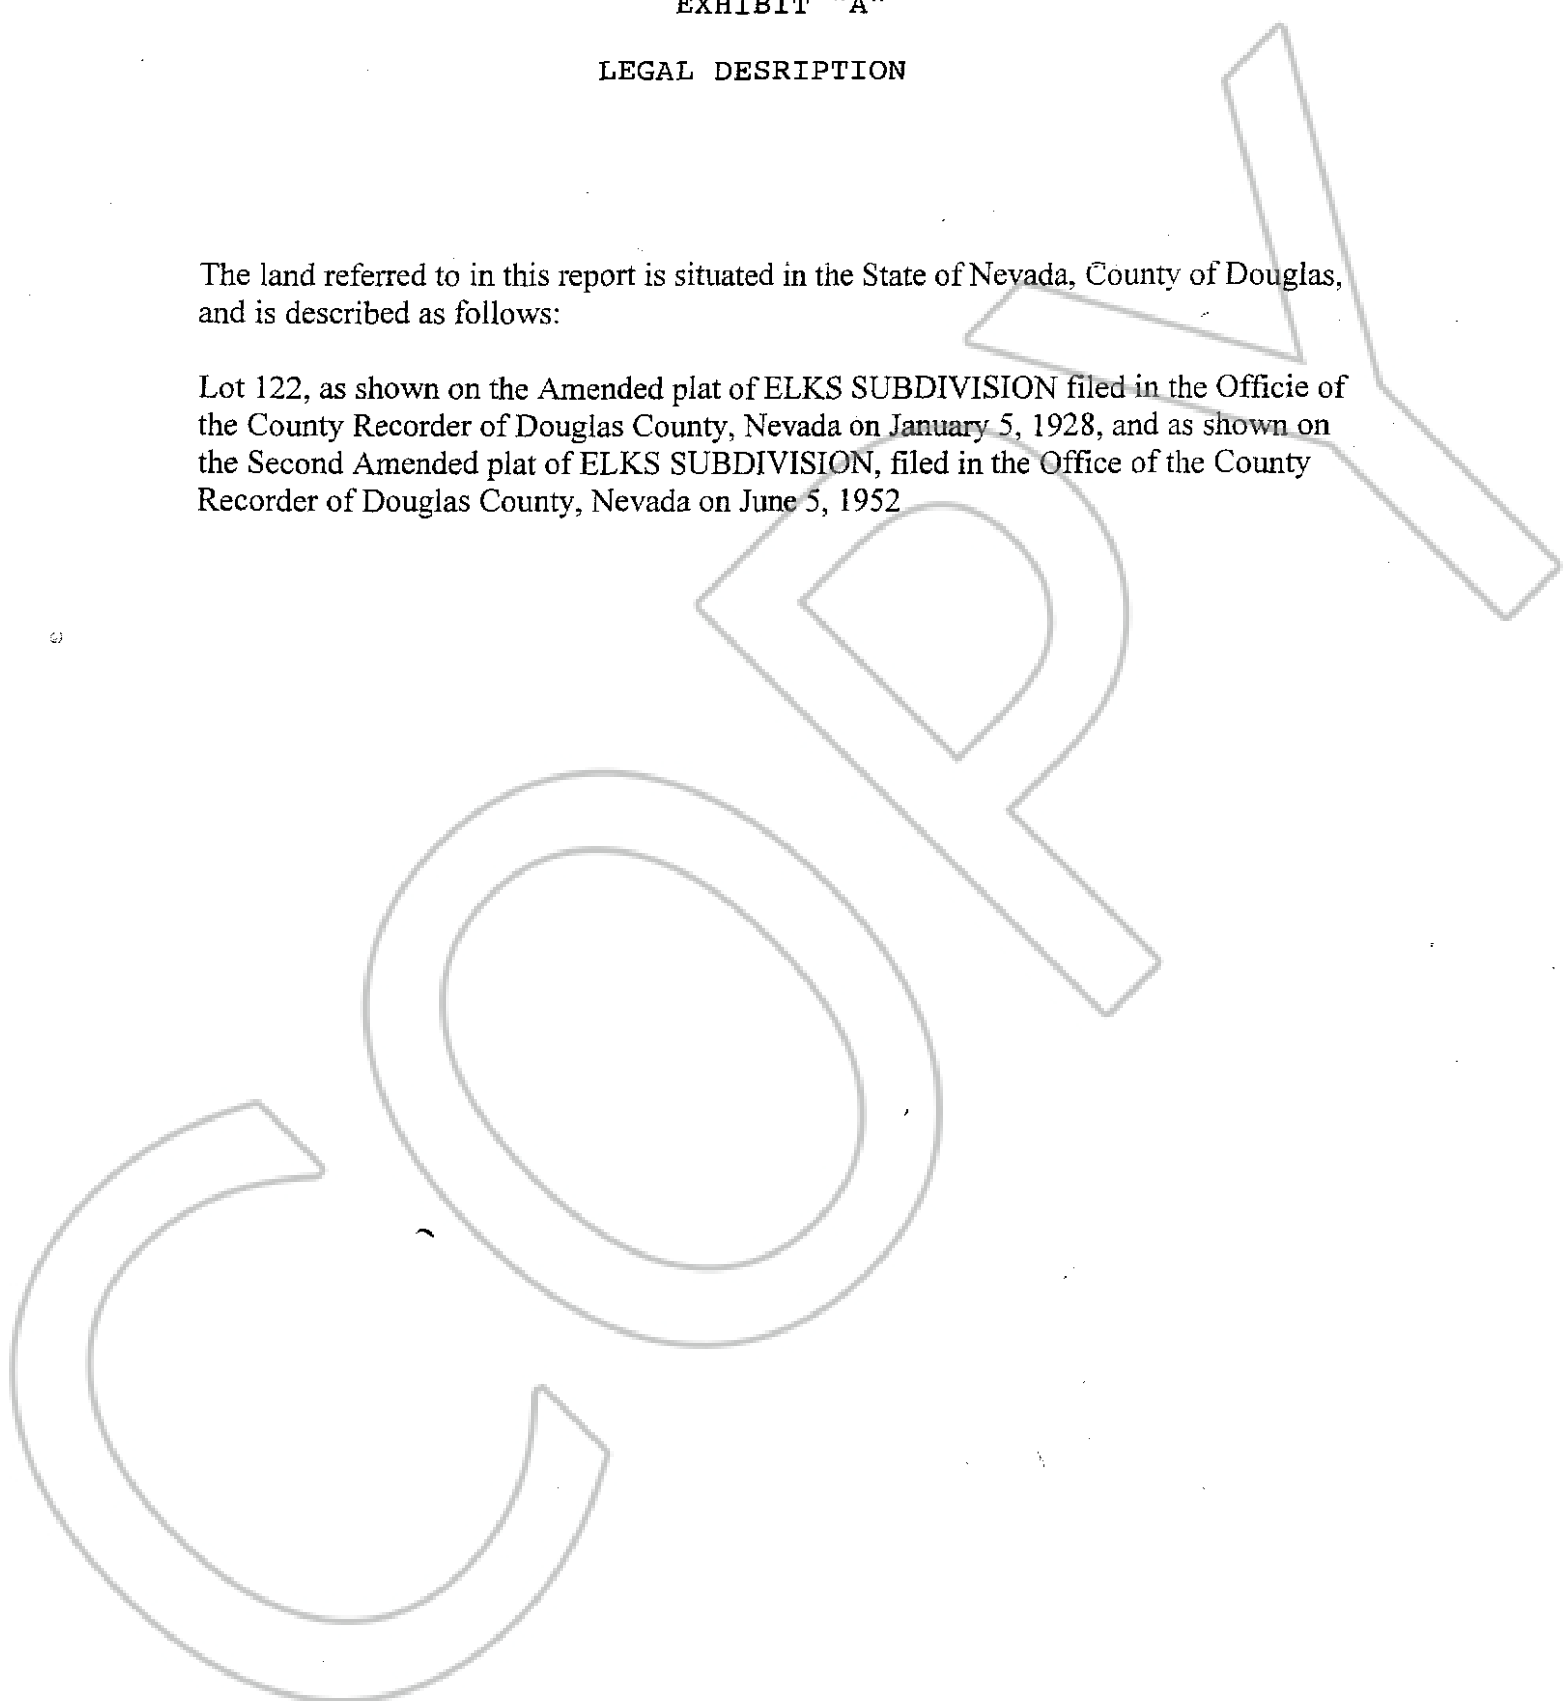 EXHIBIT "A"
LEGAL DESRIPTION
The land referred to in this report is situated in the State of Nevada, County of Douglas,
and is described as follows:
Lot 122, as shown on the Amended plat of ELKS SUBDIVISION filed in the Officie of
the County Recorder of Douglas County, Nevada on January 5, 1928, and as shown on
the Second Amended plat of ELKS SUBDIVISION, filed in the Office of the County
Recorder of Douglas County, Nevada on June 5, 1952
COPY